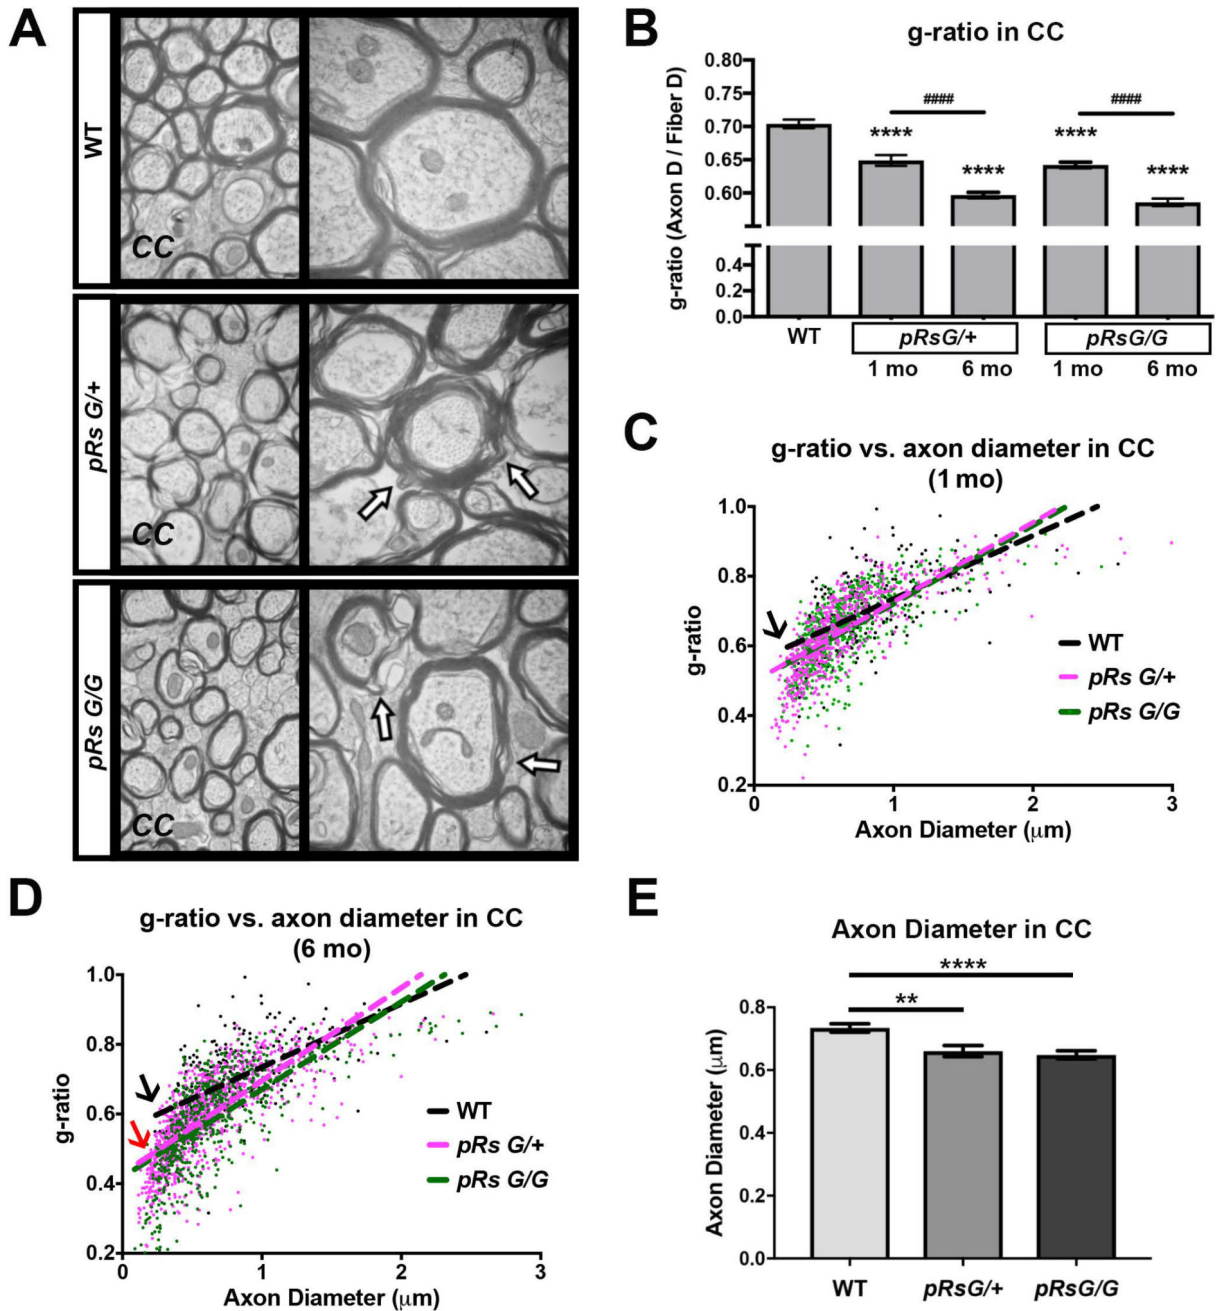 A
WT
CC
pRs G/+
CC
pRs G/G
CC
B
g-ratio in CC
g-ratio (Axon D / Fiber D)
0.80
0.75
0.70
0.65
0.60
0.4
0.2
0.0
####
####
****
****
****
****
WT
pRsG/+
pRsG/G
1 mo
6 mo
1 mo
6 mo
C
g-ratio vs. axon diameter in CC
(1 mo)
g-ratio
1.0
0.8
0.6
0.4
0.2
0
1
2
3
Axon Diameter (μm)
WT
pRs G/+
pRs G/G
D
g-ratio vs. axon diameter in CC
(6 mo)
g-ratio
1.0
0.8
0.6
0.4
0.2
0
1
2
3
Axon Diameter (μm)
WT
pRs G/+
pRs G/G
E
Axon Diameter in CC
****
**
Axon Diameter (μm)
0.8
0.6
0.4
0.2
0.0
WT
pRsG/+
pRsG/G